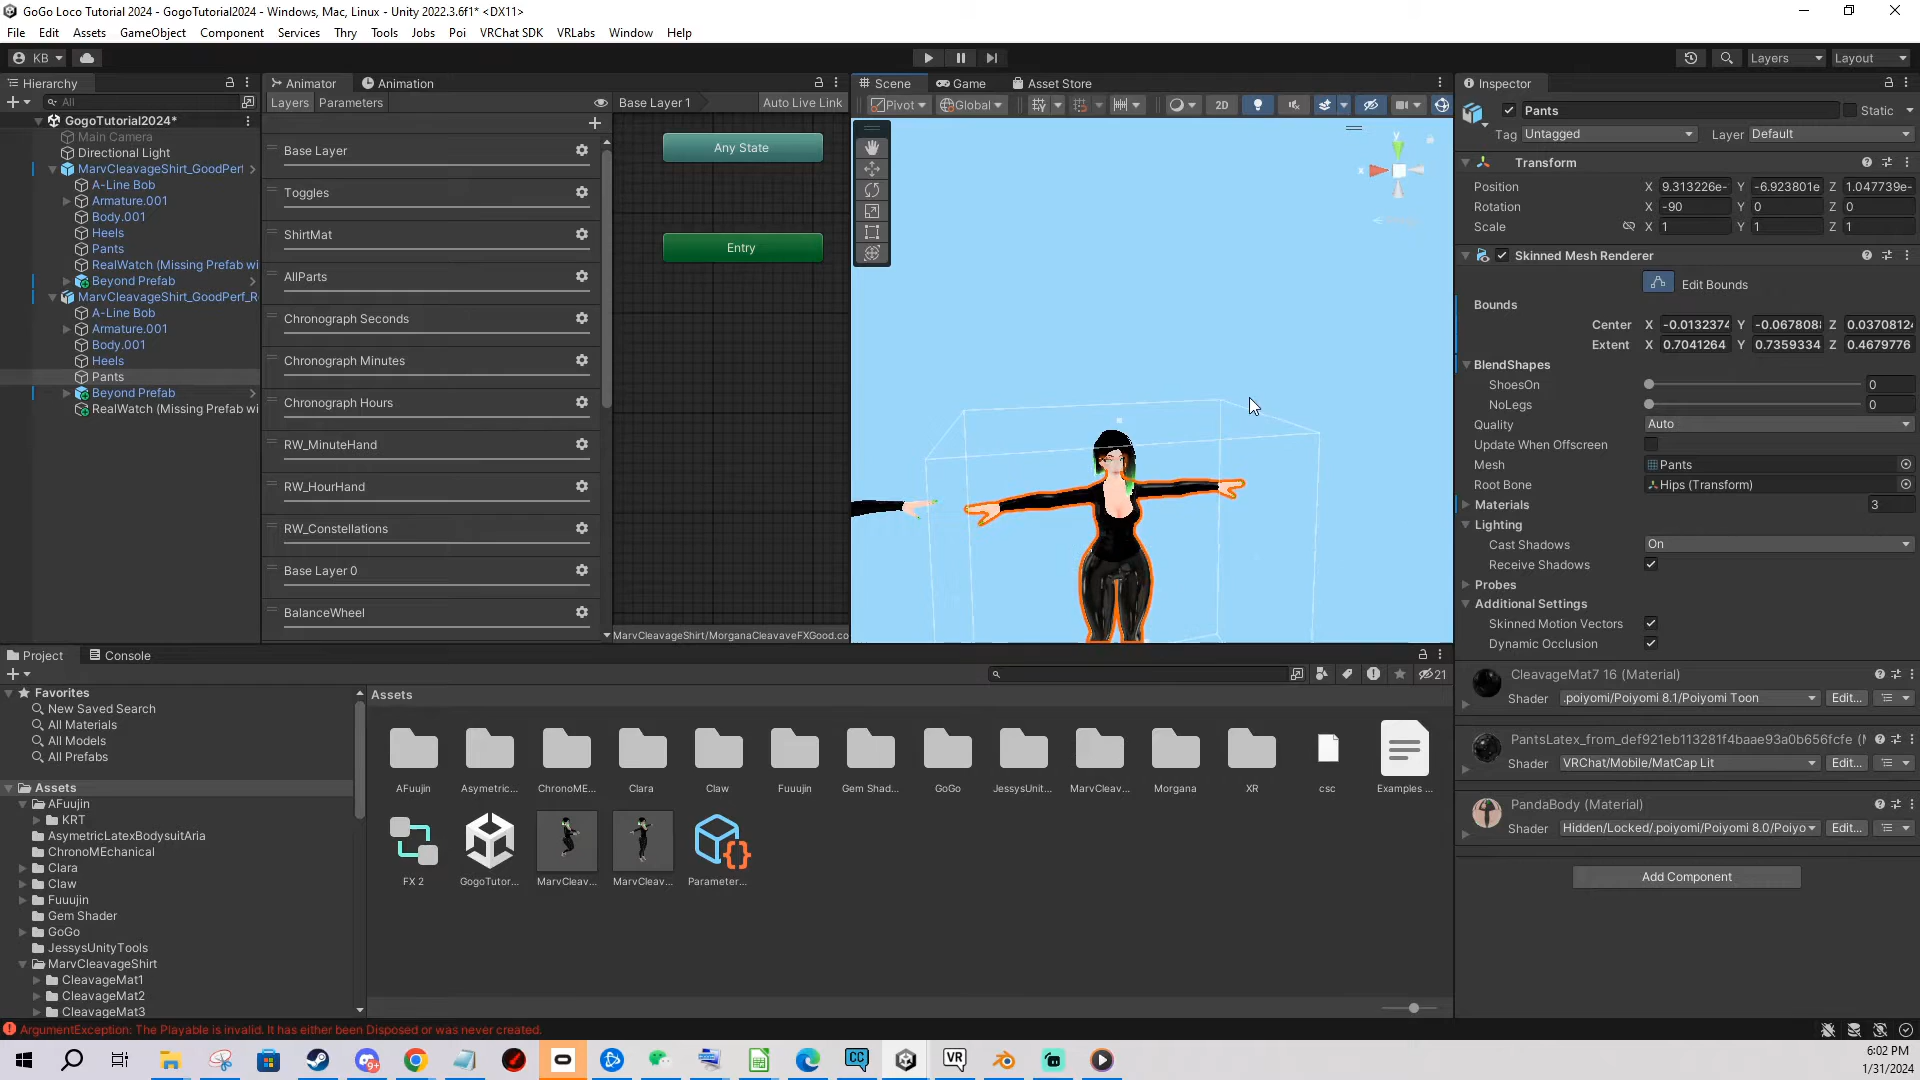 GoGo Loco Tutorial 2024 - GogoTutorial2024 - Windows, Mac, Linux - Unity 2022.3.6f1* <DX11>
File Edit Assets GameObject Component Services Thry Tools Jobs Poi VRChat SDK VRLabs Window Help
KB Layers Layout
Hierarchy
All
GogoTutorial2024*
Main Camera
Directional Light
MarvCleavageShirt_GoodPerf
A-Line Bob
Armature.001
Body.001
Heels
Pants
RealWatch (Missing Prefab wi
Beyond Prefab
MarvCleavageShirt_GoodPerf_R
A-Line Bob
Armature.001
Body.001
Heels
Pants
Beyond Prefab
RealWatch (Missing Prefab wi
Animator Animation
Layers Parameters Base Layer 1 Auto Live Link
Base Layer
Toggles
ShirtMat
AllParts
Chronograph Seconds
Chronograph Minutes
Chronograph Hours
RW_MinuteHand
RW_HourHand
RW_Constellations
Base Layer 0
BalanceWheel
Any State
Entry
MarvCleavageShirt/MorganaCleavaveFXGood.co
Scene Game Asset Store
Pivot Global 2D
y
x
Inspector
Pants Static
Tag Untagged Layer Default
Transform
Position X 9.313226e- Y -6.923801e Z 1.047739e-
Rotation X -90 Y 0 Z 0
Scale X 1 Y 1 Z 1
Skinned Mesh Renderer
Edit Bounds
Bounds
Center X -0.0132374 Y -0.067808 Z 0.0370812
Extent X 0.7041264 Y 0.7359334 Z 0.4679776
BlendShapes
ShoesOn 0
NoLegs 0
Quality Auto
Update When Offscreen
Mesh Pants
Root Bone Hips (Transform)
Materials 3
Lighting
Cast Shadows On
Receive Shadows
Probes
Additional Settings
Skinned Motion Vectors
Dynamic Occlusion
CleavageMat7 16 (Material)
Shader .poiyomi/Poiyomi 8.1/Poiyomi Toon Edit...
PantsLatex_from_def921eb113281f4baae93a0b656fcfe (M
Shader VRChat/Mobile/MatCap Lit Edit...
PandaBody (Material)
Shader Hidden/Locked/.poiyomi/Poiyomi 8.0/Poiyo Edit...
Add Component
Project Console
21
Favorites
New Saved Search
All Materials
All Models
All Prefabs
Assets
AFuujin
KRT
AsymetricLatexBodysuitAria
ChronoMEchanical
Clara
Claw
Fuuujin
Gem Shader
GoGo
JessysUnityTools
MarvCleavageShirt
CleavageMat1
CleavageMat2
CleavageMat3
Assets
AFuujin Asymetric... ChronoME... Clara Claw Fuuujin Gem Shad... GoGo JessysUnit... MarvCleav... Morgana XR csc Examples ...
FX 2 GogoTutor... MarvCleav... MarvCleav... Parameter...
ArgumentException: The Playable is invalid. It has either been Disposed or was never created.
9+ CC VR
6:02 PM
1/31/2024